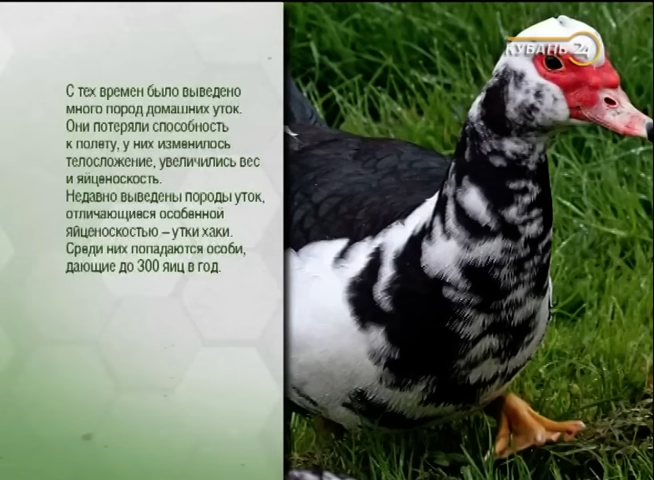 КУБАНЬ 24
С тех времен было выведено
много пород домашних уток.
Они потеряли способность
к полету, у них изменилось
телосложение, увеличились вес
и яйценоскость.
Недавно выведены породы уток,
отличающиеся особенной
яйценоскостью – утки хаки.
Среди них попадаются особи,
дающие до 300 яиц в год.